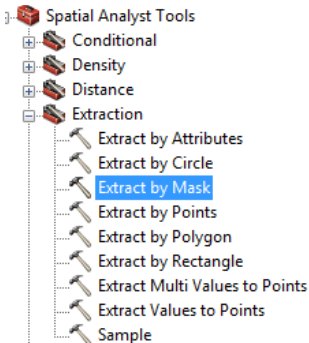 Spatial Analyst Tools
Conditional
Density
Distance
Extraction
Extract by Attributes
Extract by Circle
Extract by Mask
Extract by Points
Extract by Polygon
Extract by Rectangle
Extract Multi Values to Points
Extract Values to Points
Sample